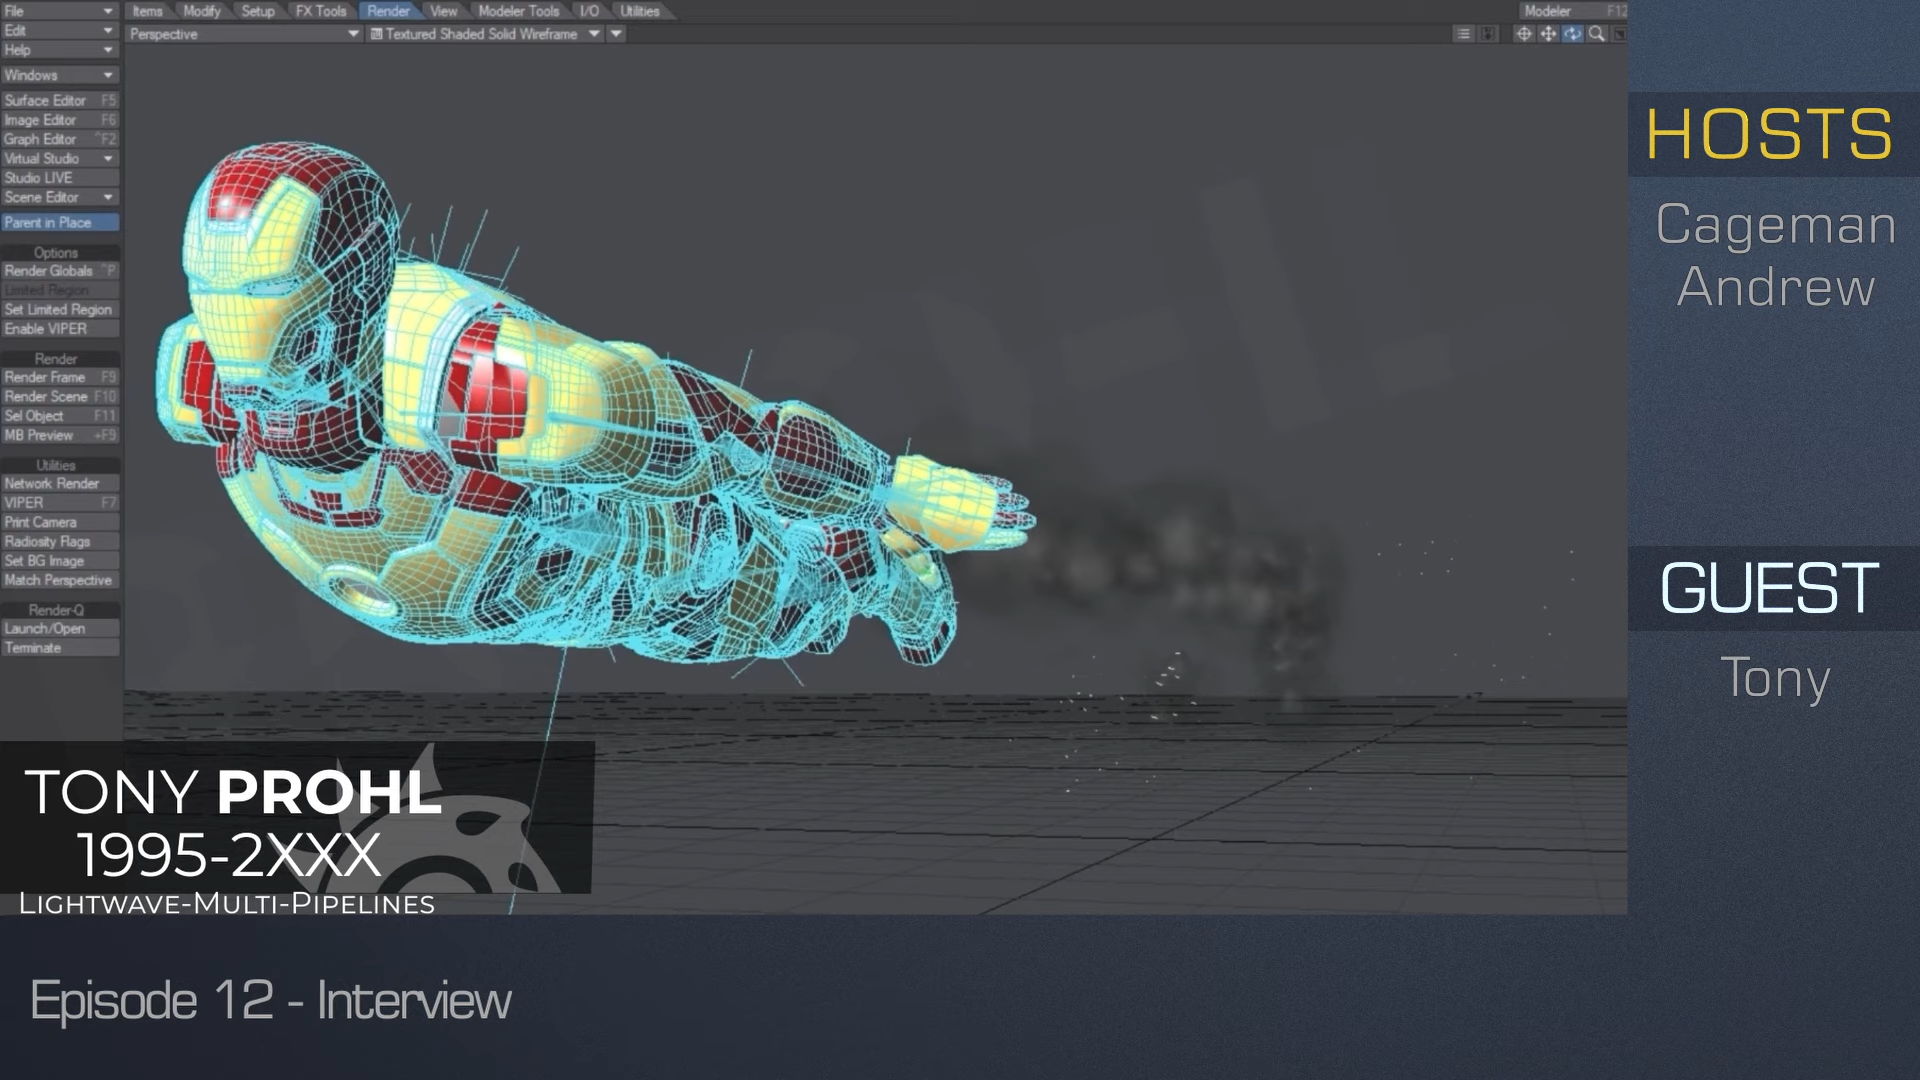 File
Edit
Help
Windows
Surface Editor F5
Image Editor F6
Graph Editor ^F2
Virtual Studio
Studio LIVE
Scene Editor
Parent in Place
Options
Render Globals ^P
Limited Region
Set Limited Region
Enable VIPER
Render
Render Frame F9
Render Scene F10
Sel Object F11
MB Preview +F9
Utilities
Network Render
VIPER F7
Print Camera
Radiosity Flags
Set BG Image
Match Perspective
Render-Q
Launch/Open
Terminate
Items Modify Setup FX Tools Render View Modeler Tools I/O Utilities
Modeler F12
Perspective Textured Shaded Solid Wireframe
HOSTS
Cageman
Andrew
GUEST
Tony
TONY PROHL
1995-2XXX
LIGHTWAVE-MULTI-PIPELINES
Episode 12 - Interview